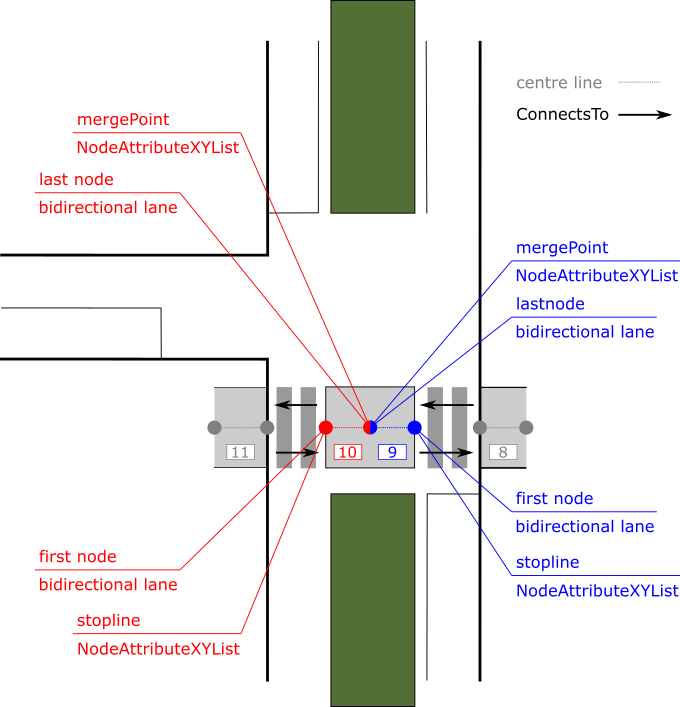 centre line
ConnectsTo
mergePoint
NodeAttributeXYList
last node
bidirectional lane
mergePoint
NodeAttributeXYList
lastnode
bidirectional lane
11
10
9
8
first node
bidirectional lane
stopline
NodeAttributeXYList
first node
bidirectional lane
stopline
NodeAttributeXYList